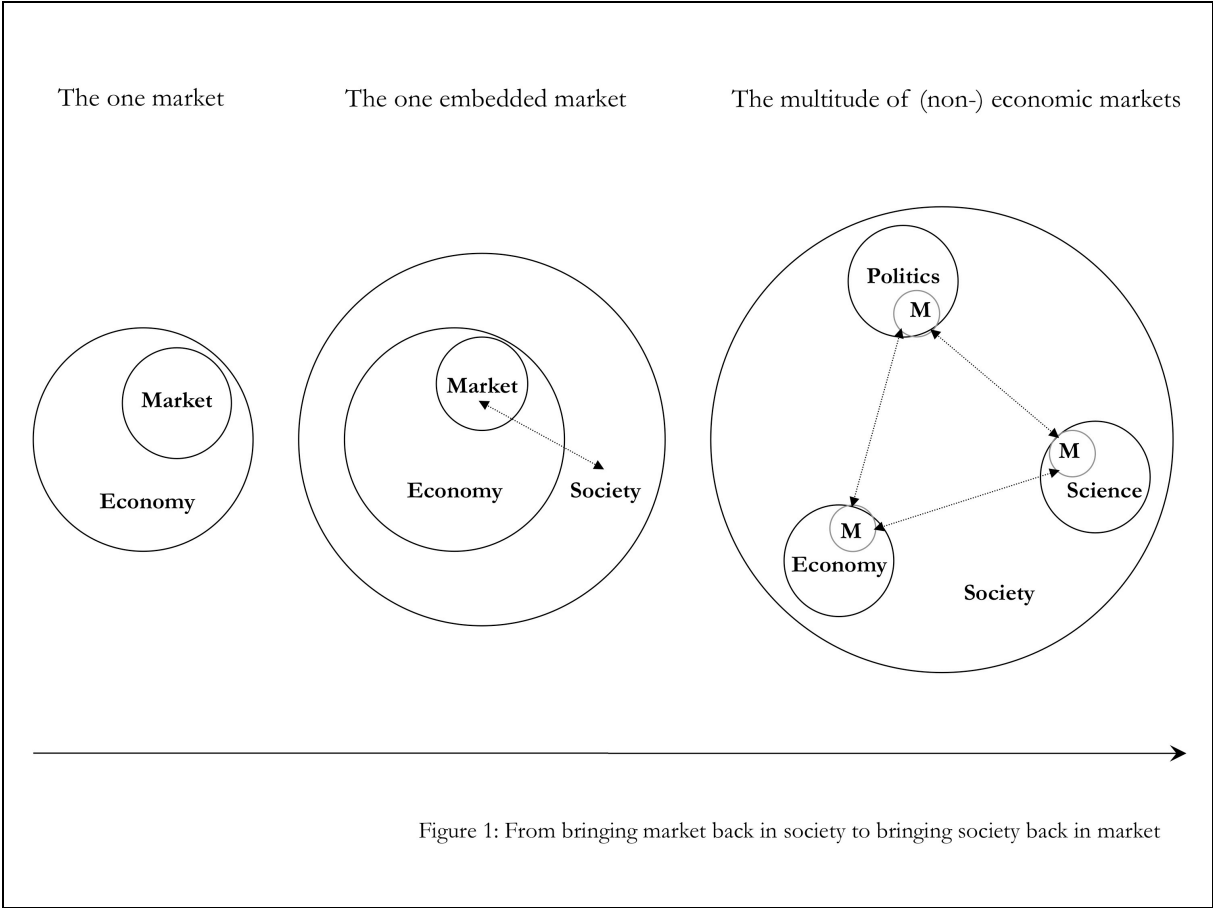 The one market
The one embedded market
The multitude of (non-) economic markets
Market
Economy
Market
Economy
Society
Politics
M
M
Science
M
Economy
Society
Figure 1: From bringing market back in society to bringing society back in market